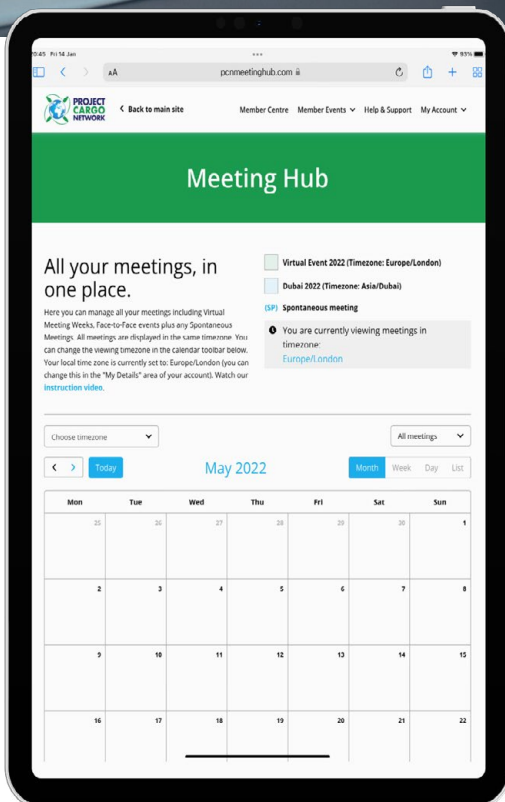 20:45 Fri 14 Jan
93%
AA
pcnmeetinghub.com
PROJECT
CARGO
NETWORK
Back to main site
Member Centre
Member Events
Help & Support
My Account
Meeting Hub
All your meetings, in
one place.
Here you can manage all your meetings including Virtual
Meeting Weeks, Face-to-Face events plus any Spontaneous
Meetings. All meetings are displayed in the same timezone. You
can change the viewing timezone in the calendar toolbar below.
Your local time zone is currently set to: Europe/London (you can
change this in the "My Details" area of your account). Watch our
instruction video.
Virtual Event 2022 (Timezone: Europe/London)
Dubai 2022 (Timezone: Asia/Dubai)
(SP) Spontaneous meeting
You are currently viewing meetings in
timezone:
Europe/London
Choose timezone
All meetings
Today
May 2022
Month Week Day List
Mon Tue Wed Thu Fri Sat Sun
25 26 27 28 29 30 1
2 3 4 5 6 7 8
9 10 11 12 13 14 15
16 17 18 19 20 21 22